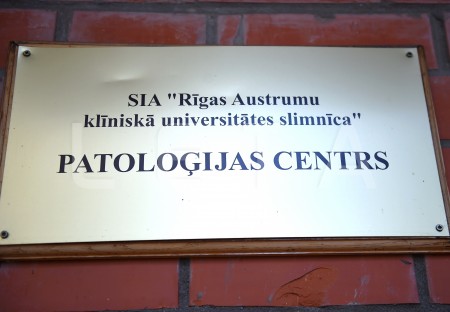 SIA "Rīgas Austrumu
klīniskā universitātes slimnīca"
PATOLOĢIJAS CENTRS